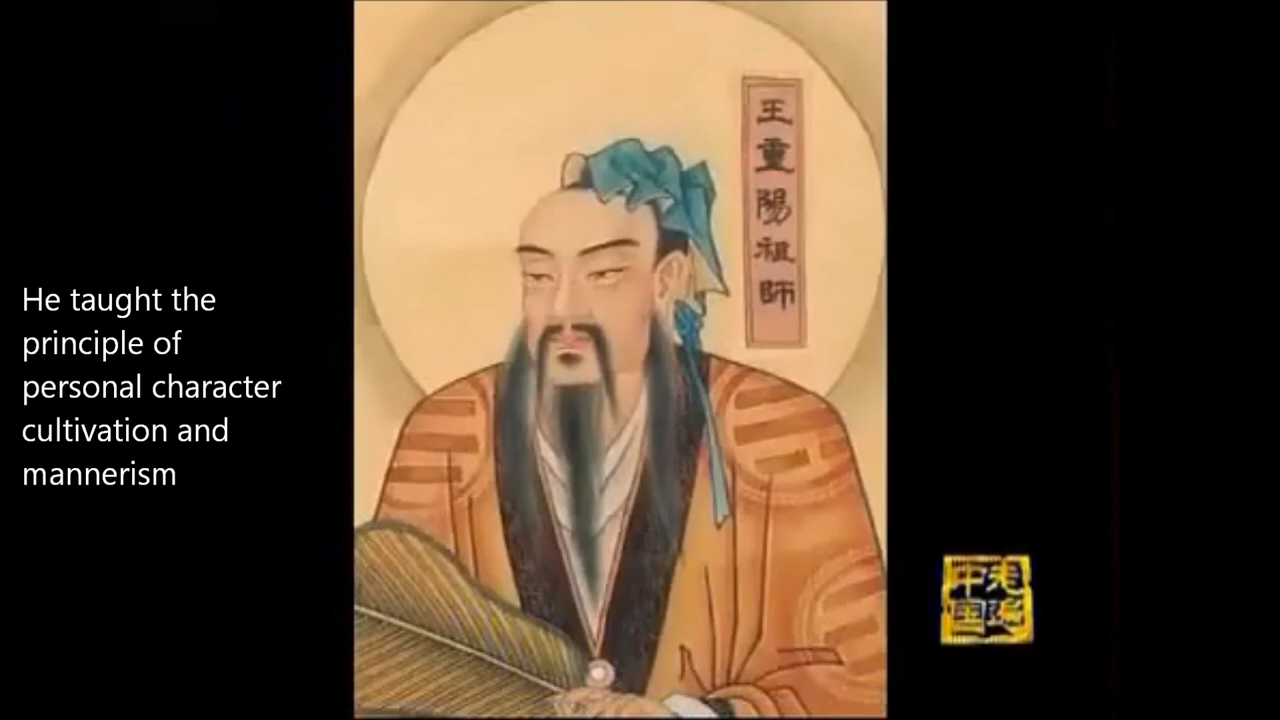 He taught the
principle of
personal character
cultivation and
mannerism
王重陽祖師